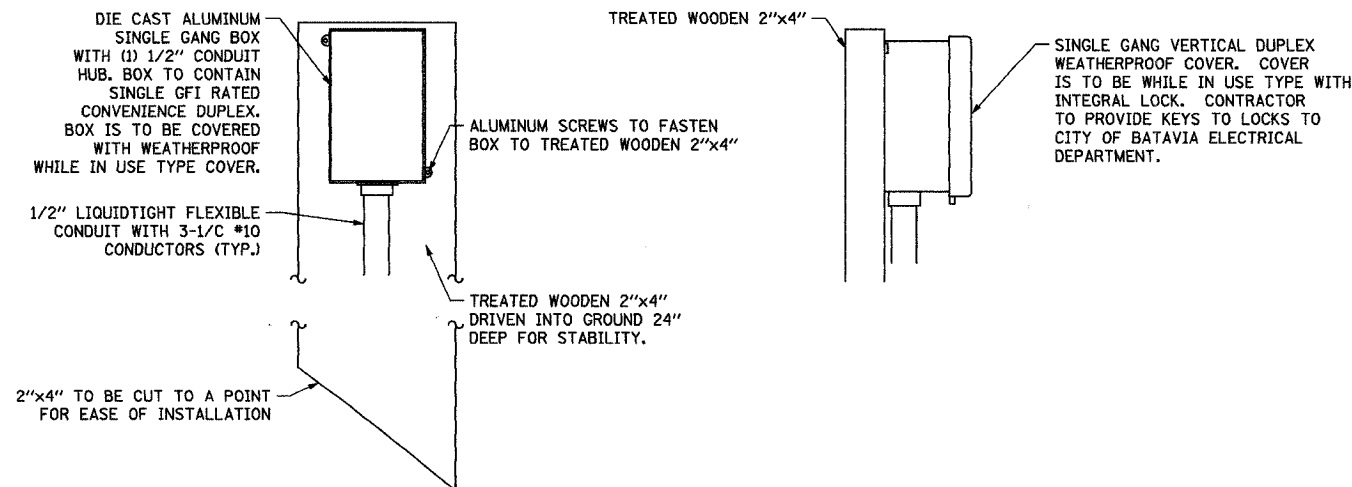 DIE CAST ALUMINUM
SINGLE GANG BOX
WITH (1) 1/2" CONDUIT
HUB. BOX TO CONTAIN
SINGLE GFI RATED
CONVENIENCE DUPLEX.
BOX IS TO BE COVERED
WITH WEATHERPROOF
WHILE IN USE TYPE COVER.
1/2" LIQUIDTIGHT FLEXIBLE
CONDUIT WITH 3-1/C #10
CONDUCTORS (TYP.)
2"x4" TO BE CUT TO A POINT
FOR EASE OF INSTALLATION
ALUMINUM SCREWS TO FASTEN
BOX TO TREATED WOODEN 2"x4"
TREATED WOODEN 2"x4"
DRIVEN INTO GROUND 24"
DEEP FOR STABILITY.
TREATED WOODEN 2"x4"
SINGLE GANG VERTICAL DUPLEX
WEATHERPROOF COVER. COVER
IS TO BE WHILE IN USE TYPE WITH
INTEGRAL LOCK. CONTRACTOR
TO PROVIDE KEYS TO LOCKS TO
CITY OF BATAVIA ELECTRICAL
DEPARTMENT.